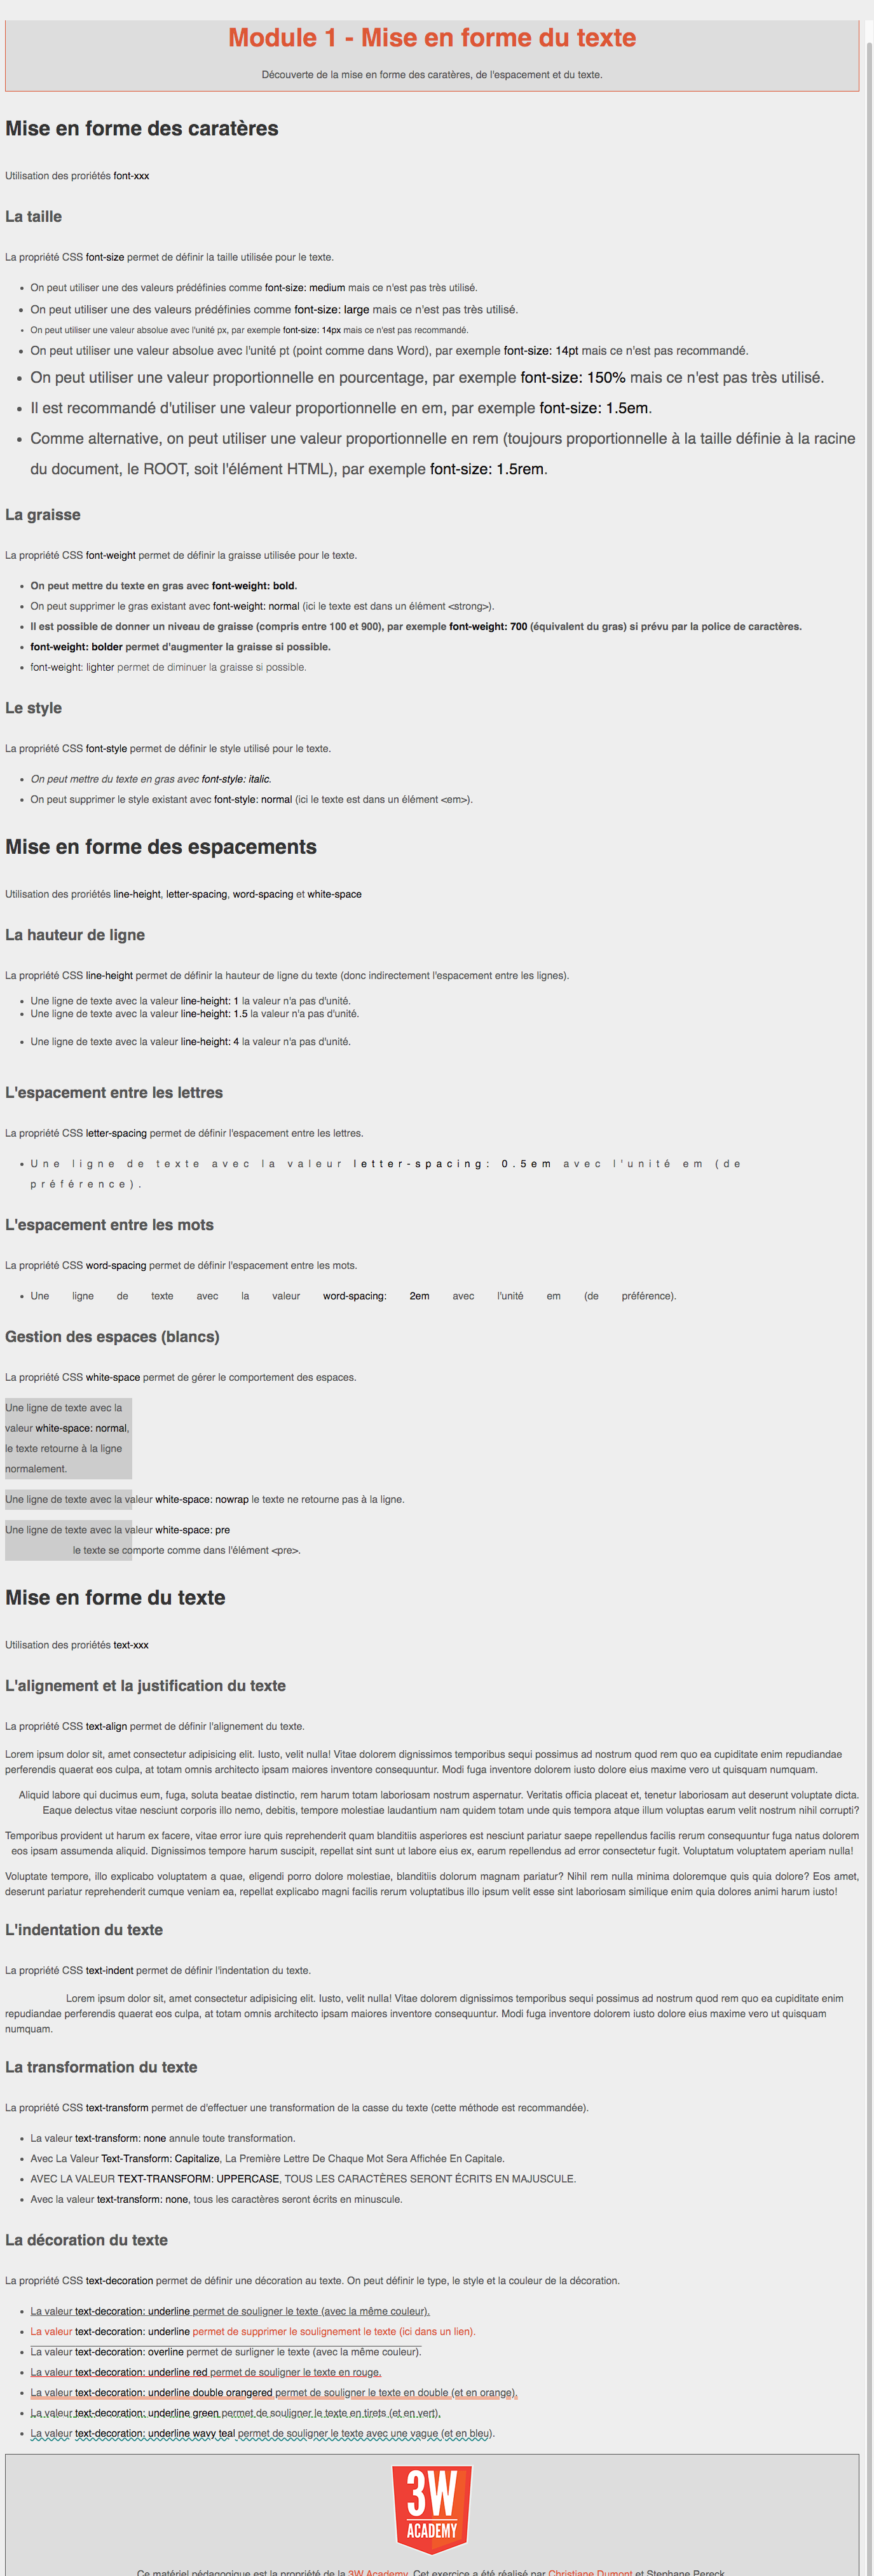 Module 1 - Mise en forme du texte
Découverte de la mise en forme des caratères, de l'espacement et du texte.
Mise en forme des caratères
Utilisation des proriétés font-xxx
La taille
La propriété CSS font-size permet de définir la taille utilisée pour le texte.
• On peut utiliser une des valeurs prédéfinies comme font-size: medium mais ce n'est pas très utilisé.
• On peut utiliser une des valeurs prédéfinies comme font-size: large mais ce n'est pas très utilisé.
• On peut utiliser une valeur absolue avec l'unité px, par exemple font-size: 14px mais ce n'est pas recommandé.
• On peut utiliser une valeur absolue avec l'unité pt (point comme dans Word), par exemple font-size: 14pt mais ce n'est pas recommandé.
• On peut utiliser une valeur proportionnelle en pourcentage, par exemple font-size: 150% mais ce n'est pas très utilisé.
• Il est recommandé d'utiliser une valeur proportionnelle en em, par exemple font-size: 1.5em.
• Comme alternative, on peut utiliser une valeur proportionnelle en rem (toujours proportionnelle à la taille définie à la racine
du document, le ROOT, soit l'élément HTML), par exemple font-size: 1.5rem.
La graisse
La propriété CSS font-weight permet de définir la graisse utilisée pour le texte.
• On peut mettre du texte en gras avec font-weight: bold.
• On peut supprimer le gras existant avec font-weight: normal (ici le texte est dans un élément <strong>).
• Il est possible de donner un niveau de graisse (compris entre 100 et 900), par exemple font-weight: 700 (équivalent du gras) si prévu par la police de caractères.
• font-weight: bolder permet d'augmenter la graisse si possible.
• font-weight: lighter permet de diminuer la graisse si possible.
Le style
La propriété CSS font-style permet de définir le style utilisé pour le texte.
• On peut mettre du texte en gras avec font-style: italic.
• On peut supprimer le style existant avec font-style: normal (ici le texte est dans un élément <em>).
Mise en forme des espacements
Utilisation des proriétés line-height, letter-spacing, word-spacing et white-space
La hauteur de ligne
La propriété CSS line-height permet de définir la hauteur de ligne du texte (donc indirectement l'espacement entre les lignes).
• Une ligne de texte avec la valeur line-height: 1 la valeur n'a pas d'unité.
• Une ligne de texte avec la valeur line-height: 1.5 la valeur n'a pas d'unité.
• Une ligne de texte avec la valeur line-height: 4 la valeur n'a pas d'unité.
L'espacement entre les lettres
La propriété CSS letter-spacing permet de définir l'espacement entre les lettres.
• Une ligne de texte avec la valeur letter-spacing: 0.5em avec l'unité em (de
préférence).
L'espacement entre les mots
La propriété CSS word-spacing permet de définir l'espacement entre les mots.
• Une ligne de texte avec la valeur word-spacing: 2em avec l'unité em (de préférence).
Gestion des espaces (blancs)
La propriété CSS white-space permet de gérer le comportement des espaces.
Une ligne de texte avec la
valeur white-space: normal,
le texte retourne à la ligne
normalement.
Une ligne de texte avec la valeur white-space: nowrap le texte ne retourne pas à la ligne.
Une ligne de texte avec la valeur white-space: pre
le texte se comporte comme dans l'élément <pre>.
Mise en forme du texte
Utilisation des proriétés text-xxx
L'alignement et la justification du texte
La propriété CSS text-align permet de définir l'alignement du texte.
Lorem ipsum dolor sit, amet consectetur adipisicing elit. Iusto, velit nulla! Vitae dolorem dignissimos temporibus sequi possimus ad nostrum quod rem quo ea cupiditate enim repudiandae
perferendis quaerat eos culpa, at totam omnis architecto ipsam maiores inventore consequuntur. Modi fuga inventore dolorem iusto dolore eius maxime vero ut quisquam numquam.
Aliquid labore qui ducimus eum, fuga, soluta beatae distinctio, rem harum totam laboriosam nostrum aspernatur. Veritatis officia placeat et, tenetur laboriosam aut deserunt voluptate dicta.
Eaque delectus vitae nesciunt corporis illo nemo, debitis, tempore molestiae laudantium nam quidem totam unde quis tempora atque illum voluptas earum velit nostrum nihil corrupti?
Temporibus provident ut harum ex facere, vitae error iure quis reprehenderit quam blanditiis asperiores est nesciunt pariatur saepe repellendus facilis rerum consequuntur fuga natus dolorem
eos ipsam assumenda aliquid. Dignissimos tempore harum suscipit, repellat sint sunt ut labore eius ex, earum repellendus ad error consectetur fugit. Voluptatum voluptatem aperiam nulla!
Voluptate tempore, illo explicabo voluptatem a quae, eligendi porro dolore molestiae, blanditiis dolorum magnam pariatur? Nihil rem nulla minima doloremque quis quia dolore? Eos amet,
deserunt pariatur reprehenderit cumque veniam ea, repellat explicabo magni facilis rerum voluptatibus illo ipsum velit esse sint laboriosam similique enim quia dolores animi harum iusto!
L'indentation du texte
La propriété CSS text-indent permet de définir l'indentation du texte.
Lorem ipsum dolor sit, amet consectetur adipisicing elit. Iusto, velit nulla! Vitae dolorem dignissimos temporibus sequi possimus ad nostrum quod rem quo ea cupiditate enim
repudiandae perferendis quaerat eos culpa, at totam omnis architecto ipsam maiores inventore consequuntur. Modi fuga inventore dolorem iusto dolore eius maxime vero ut quisquam
numquam.
La transformation du texte
La propriété CSS text-transform permet de d'effectuer une transformation de la casse du texte (cette méthode est recommandée).
• La valeur text-transform: none annule toute transformation.
• Avec La Valeur Text-Transform: Capitalize, La Première Lettre De Chaque Mot Sera Affichée En Capitale.
• AVEC LA VALEUR TEXT-TRANSFORM: UPPERCASE, TOUS LES CARACTÈRES SERONT ÉCRITS EN MAJUSCULE.
• Avec la valeur text-transform: none, tous les caractères seront écrits en minuscule.
La décoration du texte
La propriété CSS text-decoration permet de définir une décoration au texte. On peut définir le type, le style et la couleur de la décoration.
• La valeur text-decoration: underline permet de souligner le texte (avec la même couleur).
• La valeur text-decoration: underline permet de supprimer le soulignement le texte (ici dans un lien).
• La valeur text-decoration: overline permet de surligner le texte (avec la même couleur).
• La valeur text-decoration: underline red permet de souligner le texte en rouge.
• La valeur text-decoration: underline double orangered permet de souligner le texte en double (et en orange).
• La valeur text-decoration: underline green permet de souligner le texte en tirets (et en vert).
• La valeur text-decoration: underline wavy teal permet de souligner le texte avec une vague (et en bleu).
3W
ACADEMY
Ce matériel pédagogique est la propriété de la 3W Academy. Cet exercice a été réalisé par Christiane Dumont et Stephane Pereck